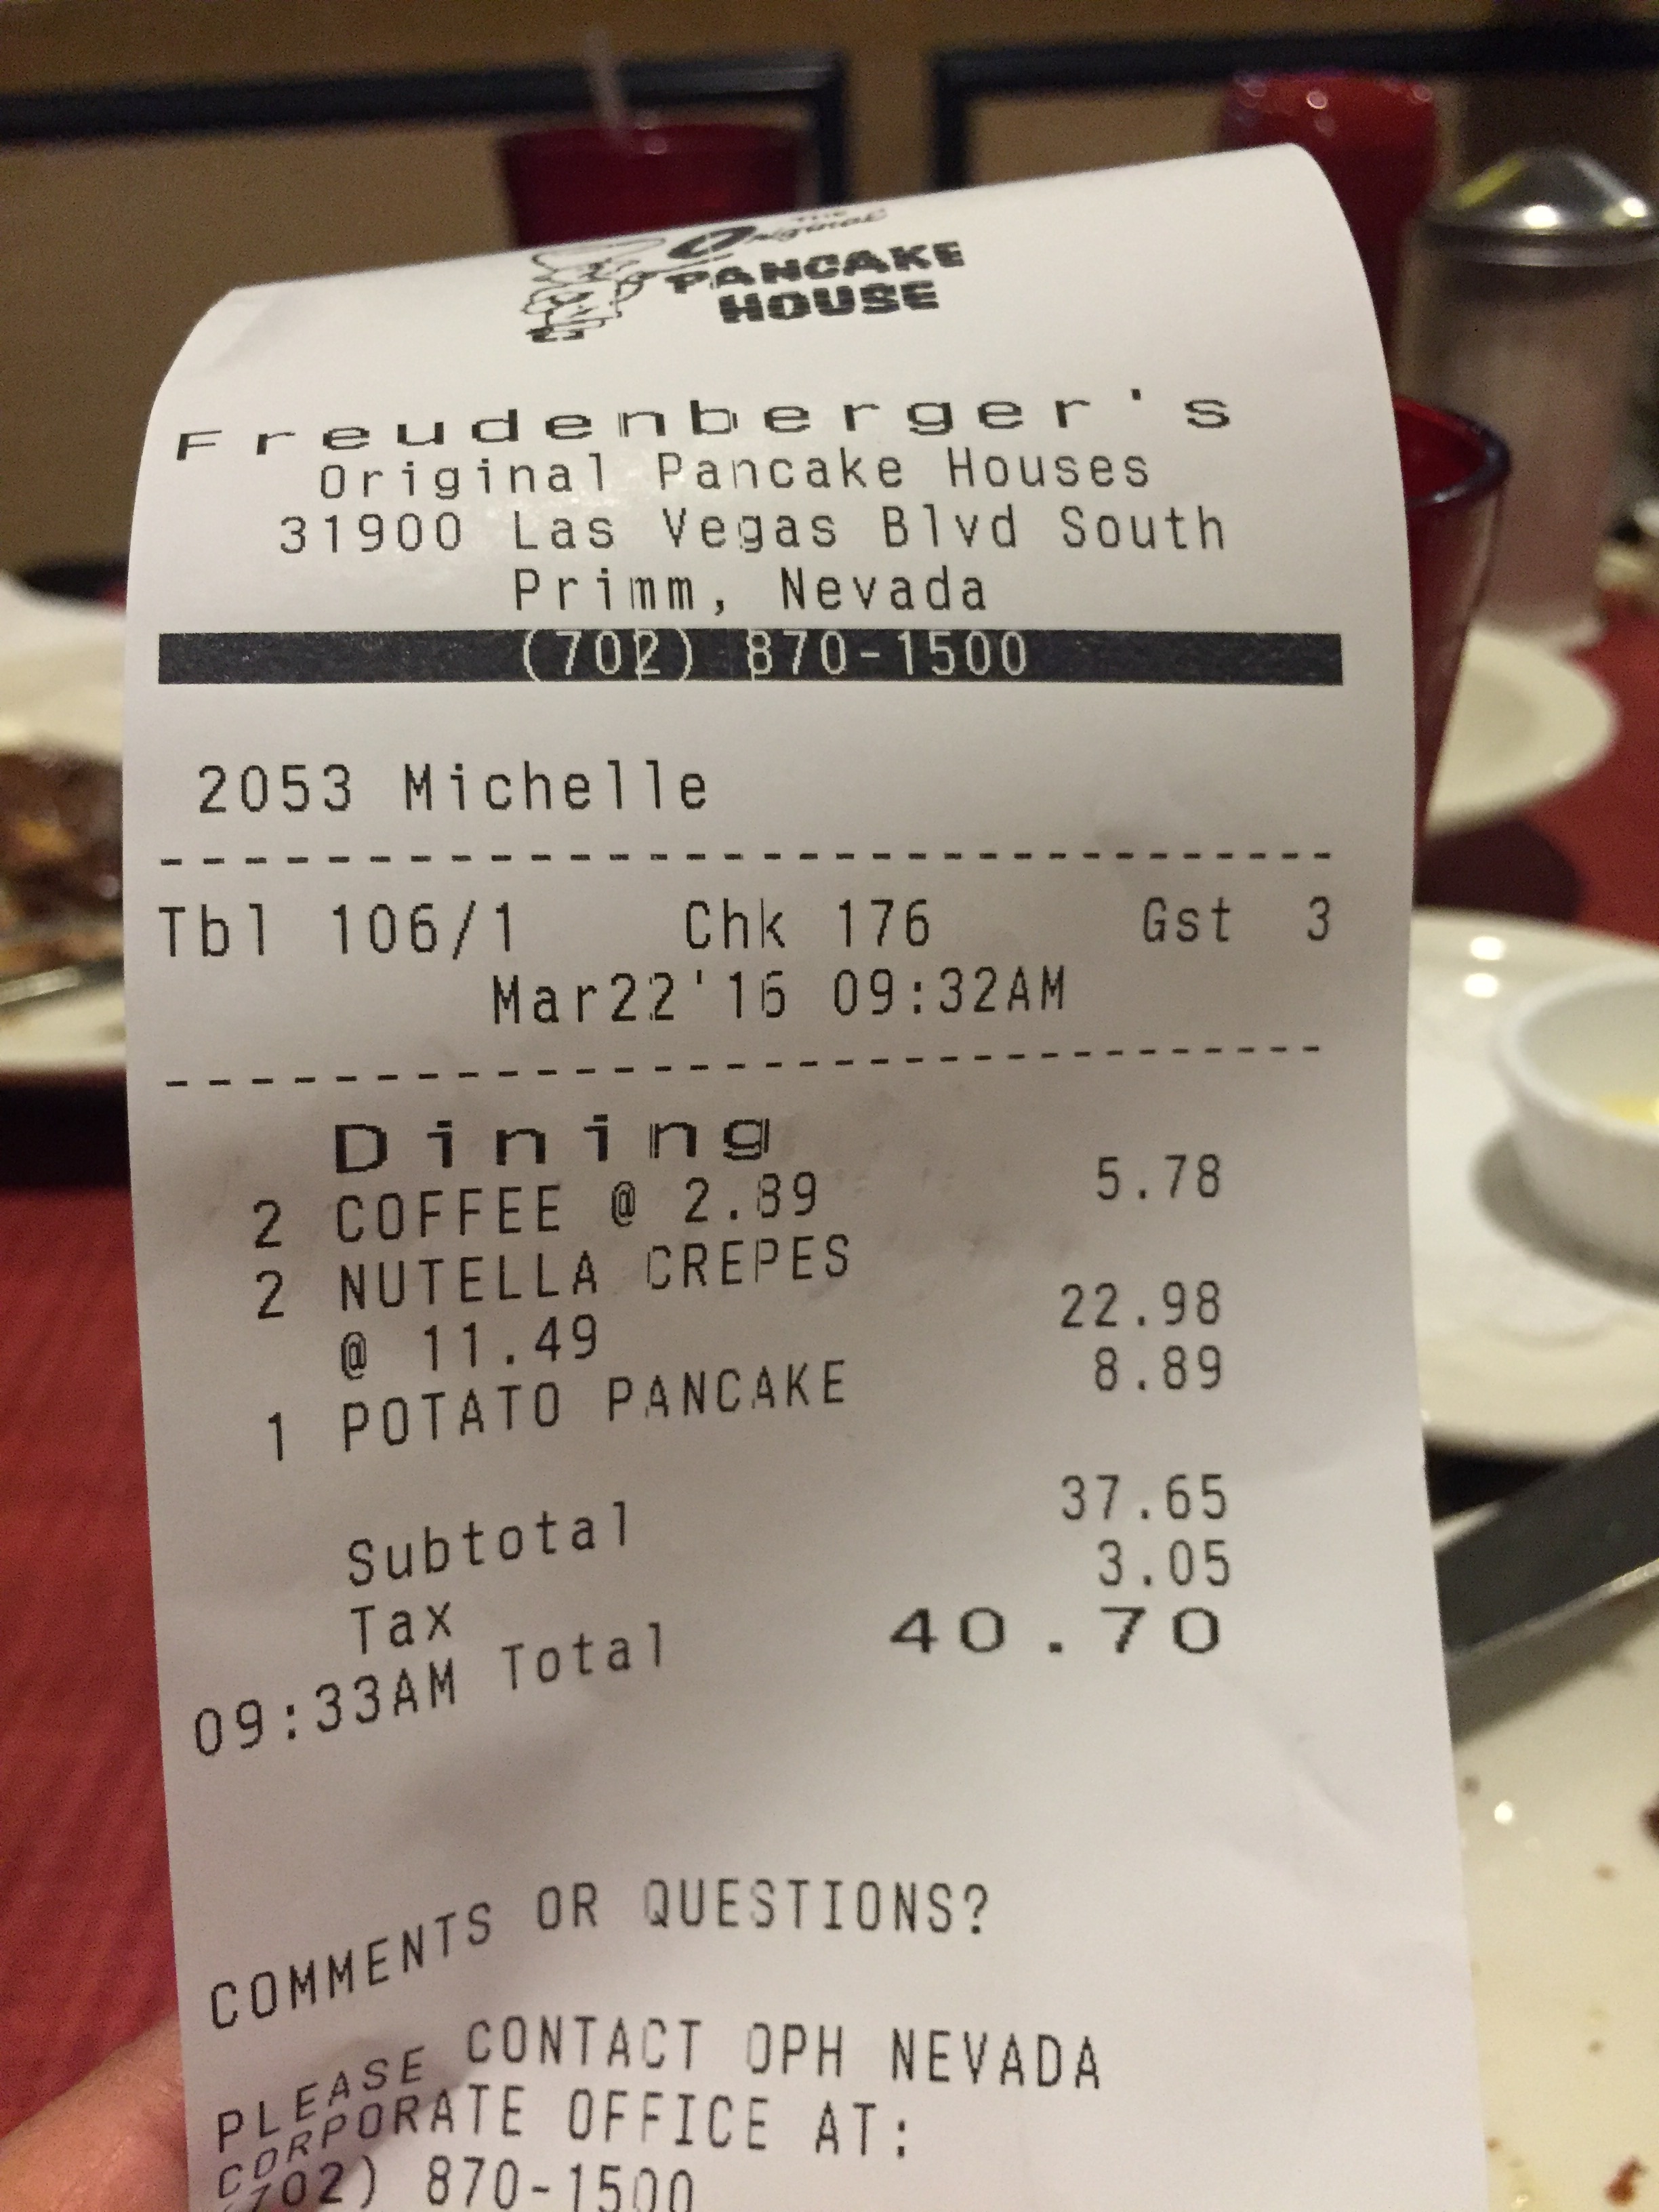 THE
Original
PANCAKE
HOUSE
Freudenberger's
Original Pancake Houses
31900 Las Vegas Blvd South
Primm, Nevada
(702) 870-1500
2053 Michelle
--------------------------------
Tbl 106/1 Chk 176 Gst 3
Mar22'16 09:32AM
--------------------------------
Dining
2 COFFEE @ 2.89 5.78
2 NUTELLA CREPES
@ 11.49 22.98
1 POTATO PANCAKE 8.89
Subtotal 37.65
Tax 3.05
09:33AM Total 40.70
COMMENTS OR QUESTIONS?
PLEASE CONTACT OPH NEVADA
CORPORATE OFFICE AT:
(702) 870-1500